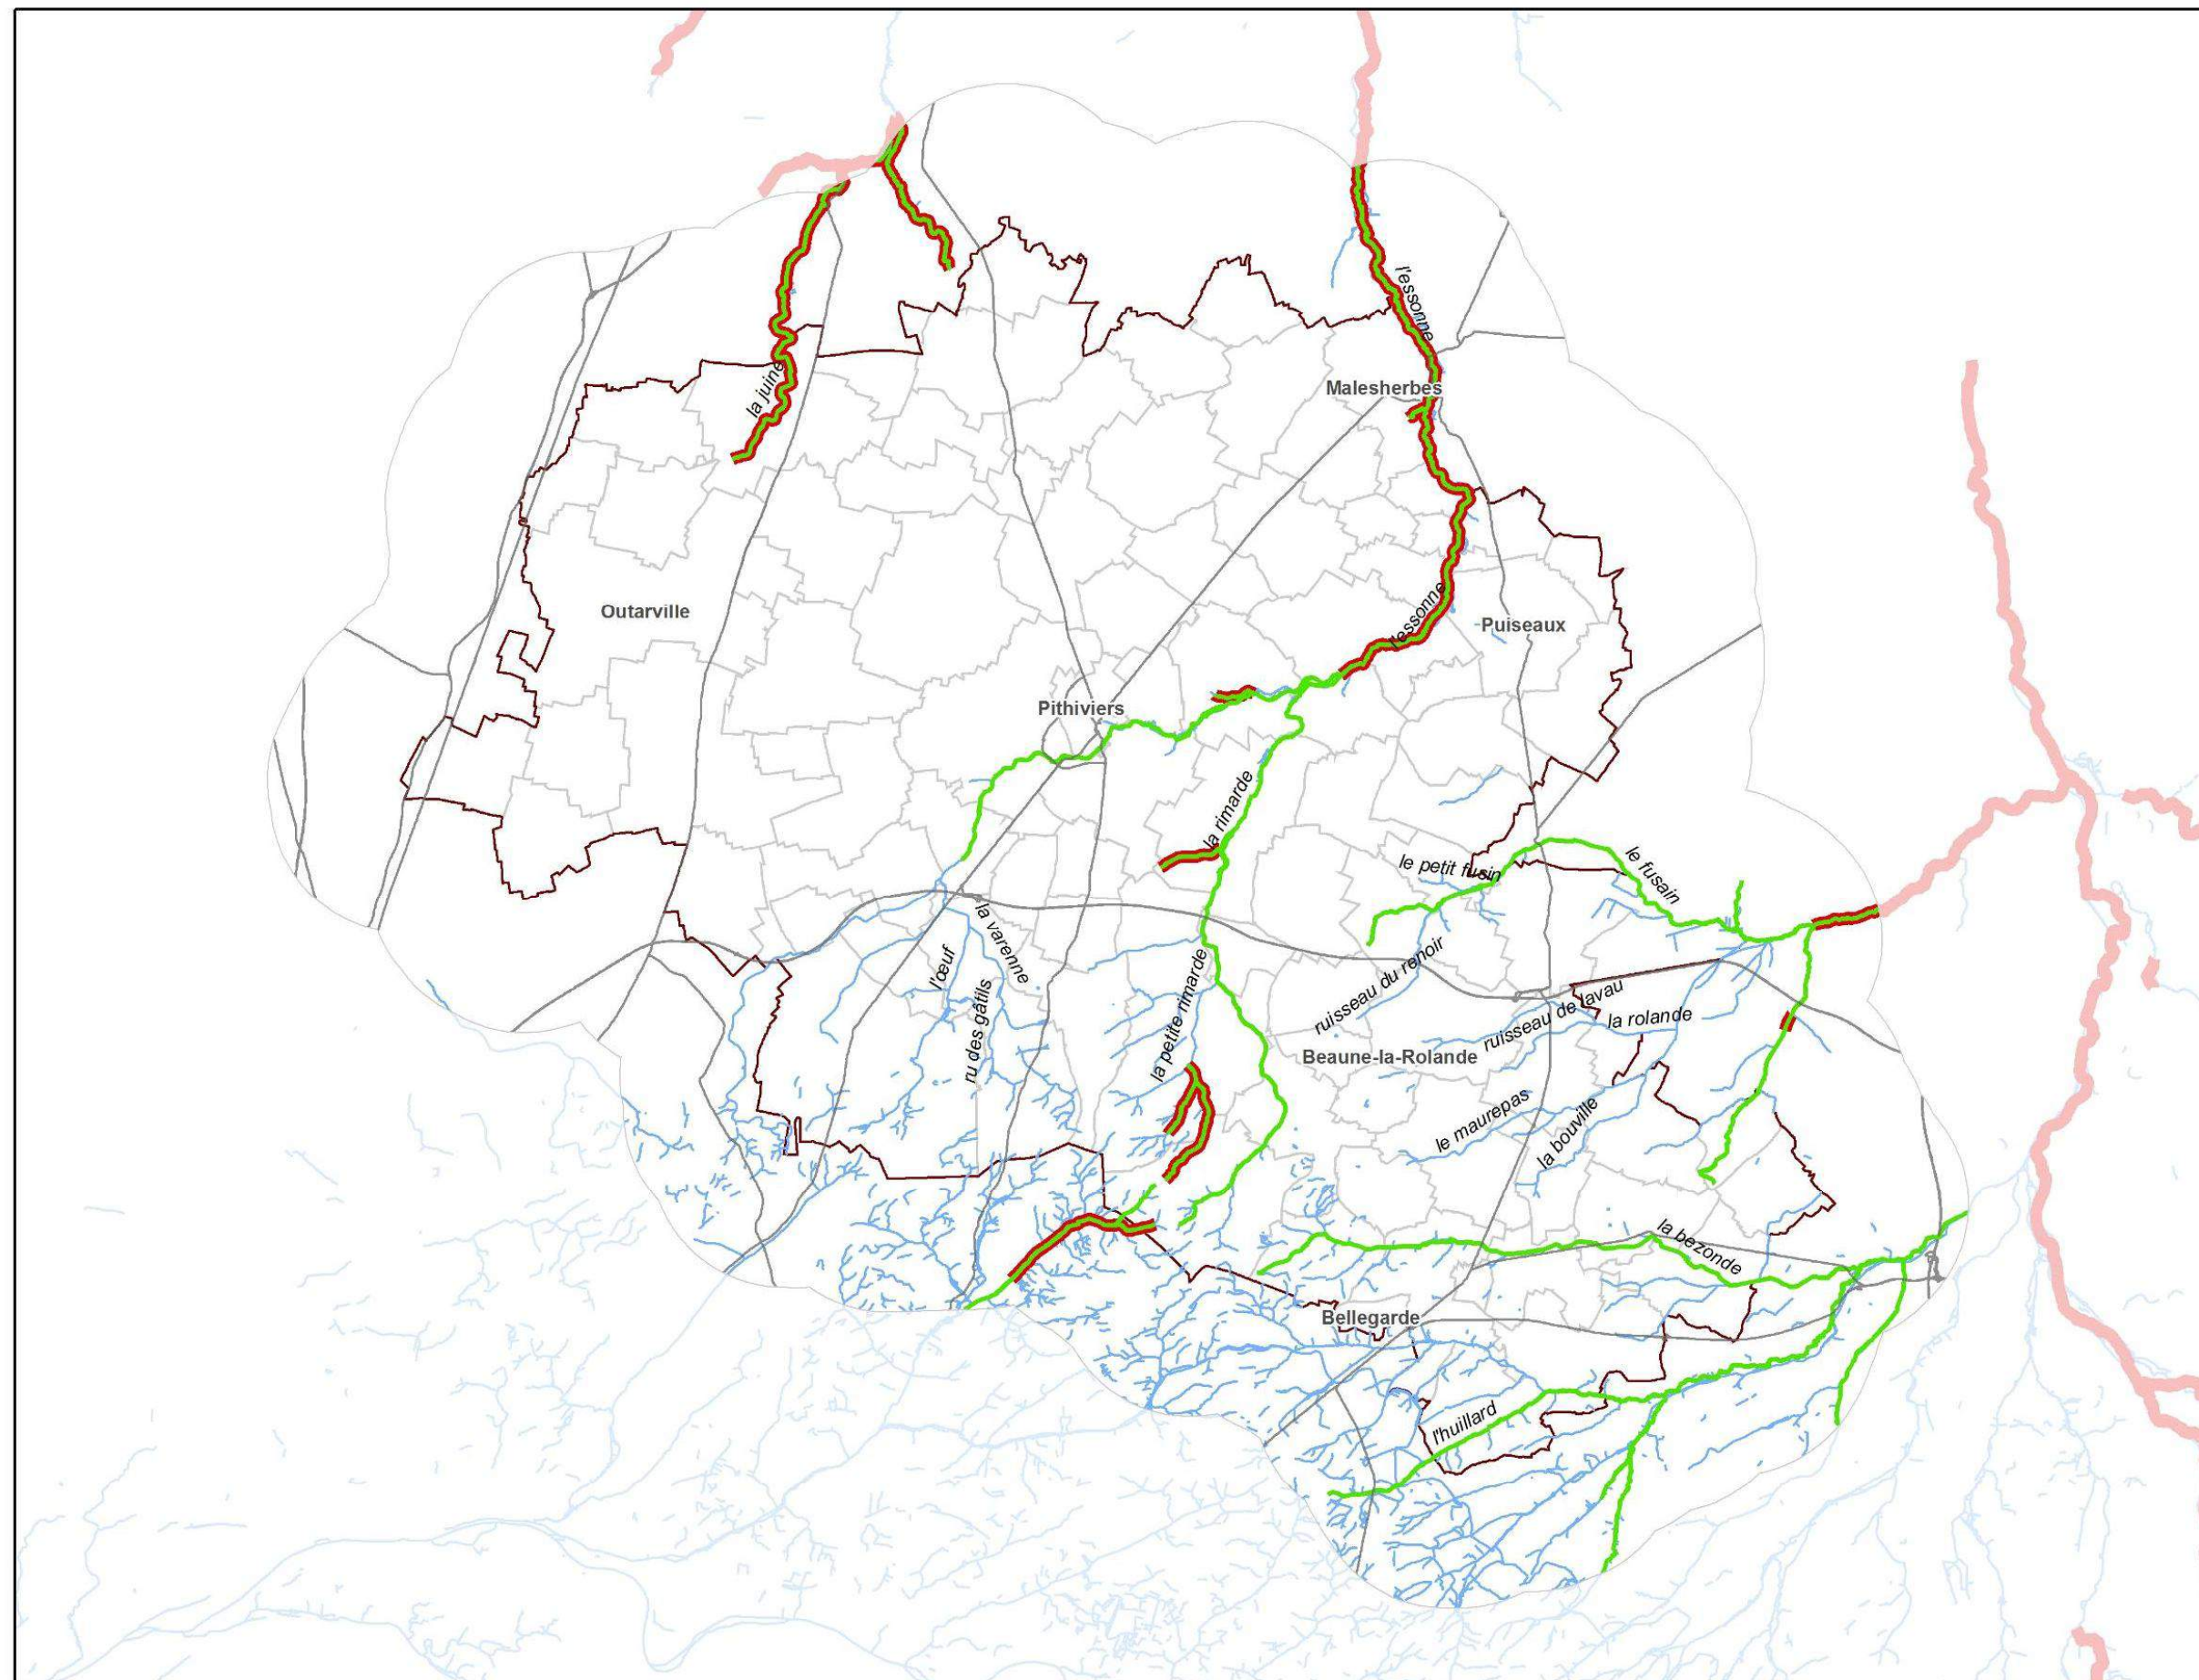 l'essonne
Malesherbes
la juine
Outarville
l'essonne
Puiseaux
Pithiviers
la rimarde
le petit fusin
le fusain
la varenne
l'œuf
ruisseau du renoir
la petite rimarde
ru des gâtils
ruisseau de lavau
la rolande
Beaune-la-Rolande
le maurepas
la bouville
la bezonde
Bellegarde
l'huillard